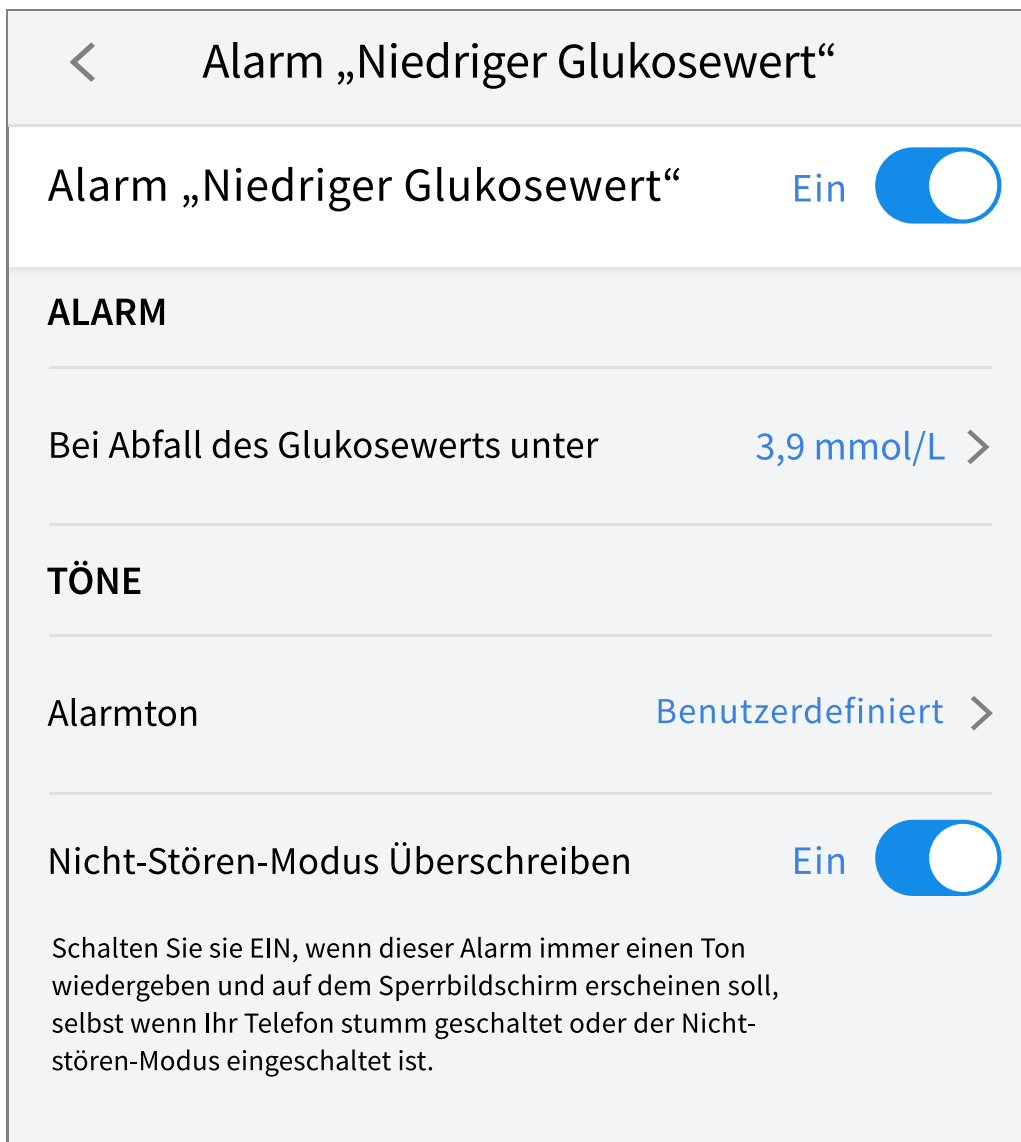 Alarm „Niedriger Glukosewert“
Alarm „Niedriger Glukosewert“ Ein
ALARM
Bei Abfall des Glukosewerts unter 3,9 mmol/L
TÖNE
Alarmton Benutzerdefiniert
Nicht-Stören-Modus Überschreiben Ein
Schalten Sie sie EIN, wenn dieser Alarm immer einen Ton
wiedergeben und auf dem Sperrbildschirm erscheinen soll,
selbst wenn Ihr Telefon stumm geschaltet oder der Nicht-
stören-Modus eingeschaltet ist.